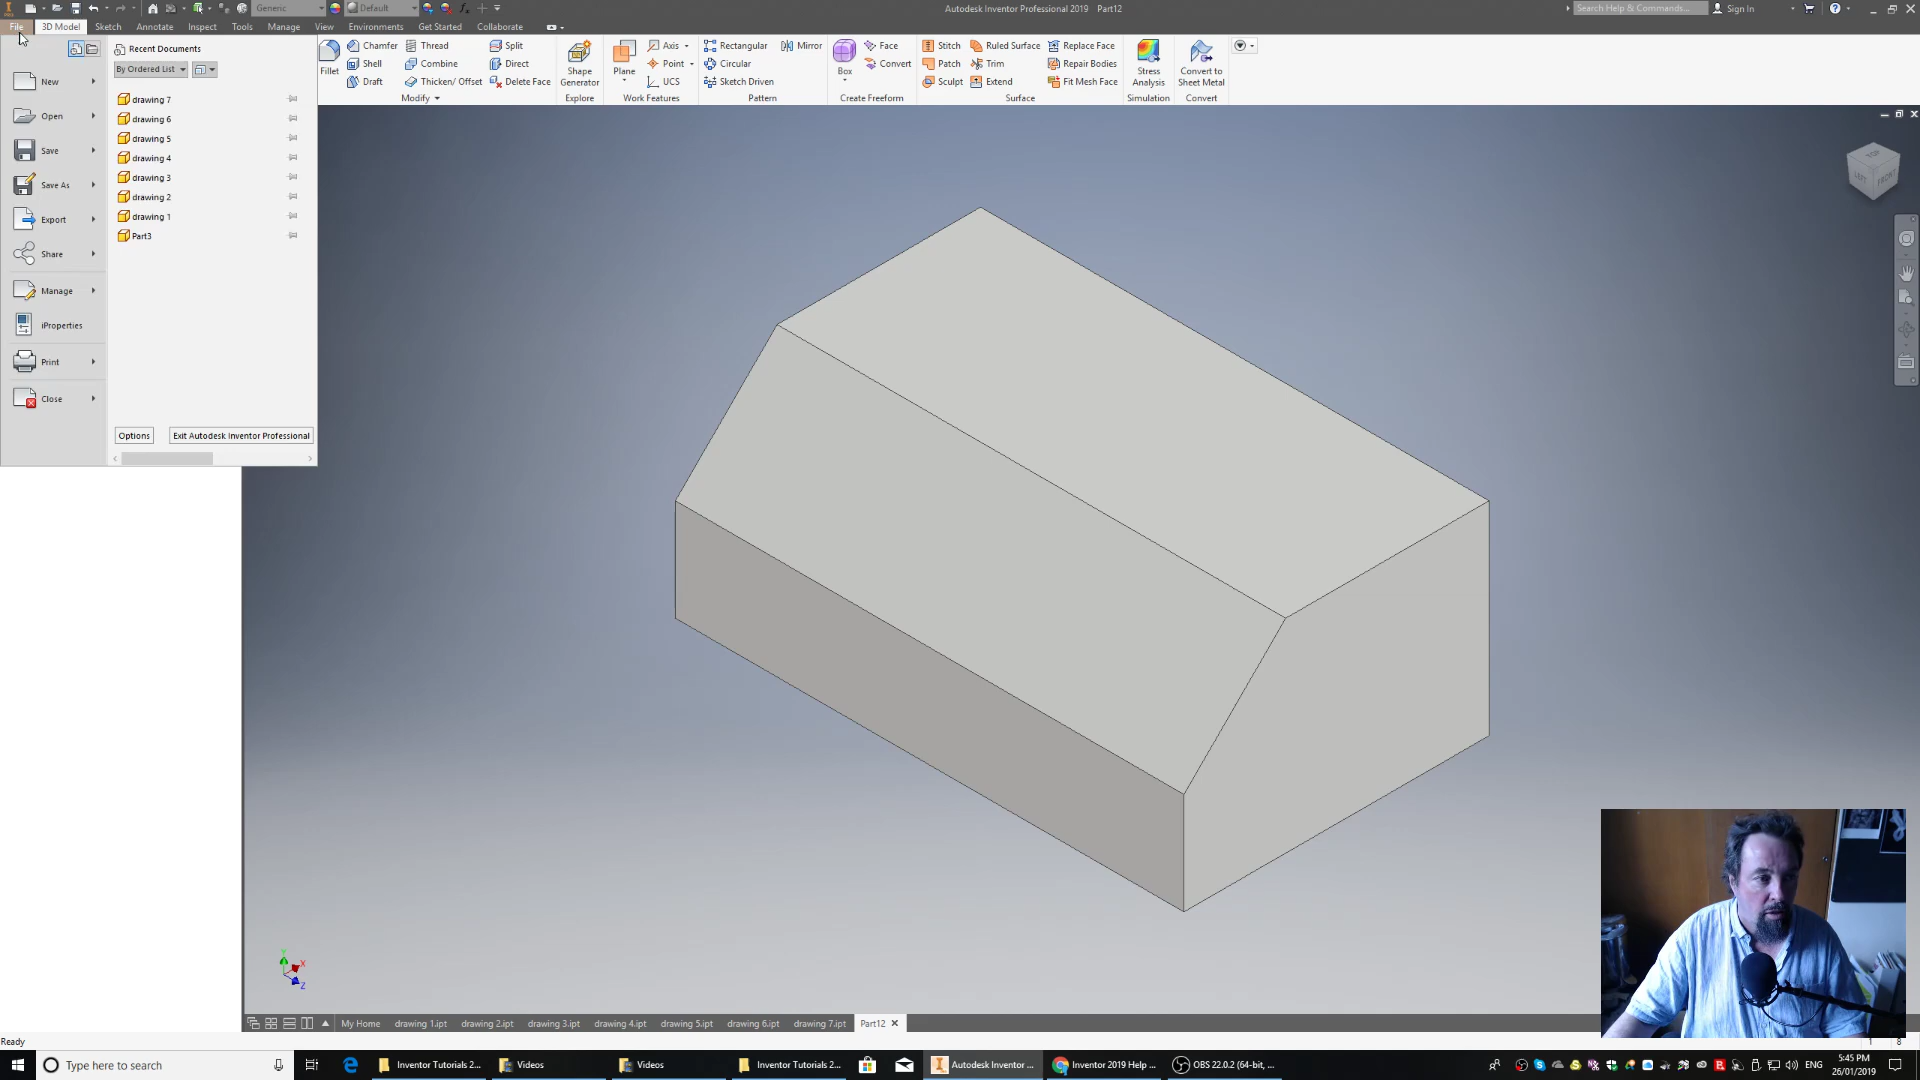 Generic
Default
Autodesk Inventor Professional 2019 Part12
Search Help & Commands...
Sign In
File
3D Model
Sketch
Annotate
Inspect
Tools
Manage
View
Environments
Get Started
Collaborate
Recent Documents
By Ordered List
New
Open
Save
Save As
Export
Share
Manage
iProperties
Print
Close
drawing 7
drawing 6
drawing 5
drawing 4
drawing 3
drawing 2
drawing 1
Part3
Options
Exit Autodesk Inventor Professional
Fillet
Chamfer
Shell
Draft
Thread
Combine
Thicken/ Offset
Split
Direct
Delete Face
Modify
Shape
Generator
Explore
Plane
Axis
Point
UCS
Work Features
Rectangular
Circular
Sketch Driven
Mirror
Pattern
Box
Face
Convert
Create Freeform
Stitch
Patch
Sculpt
Ruled Surface
Trim
Extend
Replace Face
Repair Bodies
Fit Mesh Face
Surface
Stress
Analysis
Simulation
Convert to
Sheet Metal
Convert
TOP
LEFT
FRONT
Y
X
Z
My Home
drawing 1.ipt
drawing 2.ipt
drawing 3.ipt
drawing 4.ipt
drawing 5.ipt
drawing 6.ipt
drawing 7.ipt
Part12
Ready
1
8
Type here to search
Inventor Tutorials 2...
Videos
Videos
Inventor Tutorials 2...
Autodesk Inventor ...
Inventor 2019 Help ...
OBS 22.0.2 (64-bit, ...
ENG
5:45 PM
26/01/2019